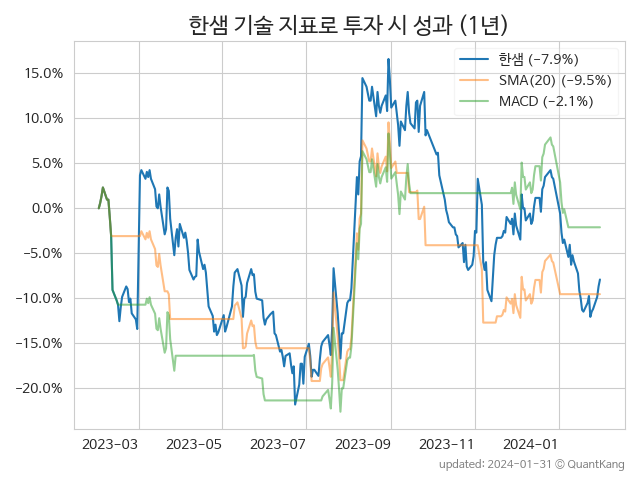 한샘 기술 지표로 투자 시 성과 (1년)
한샘 (−7.9%)
SMA(20) (−9.5%)
MACD (−2.1%)
15.0%
10.0%
5.0%
0.0%
−5.0%
−10.0%
−15.0%
−20.0%
2023-03 2023-05 2023-07 2023-09 2023-11 2024-01
updated: 2024-01-31 © QuantKang